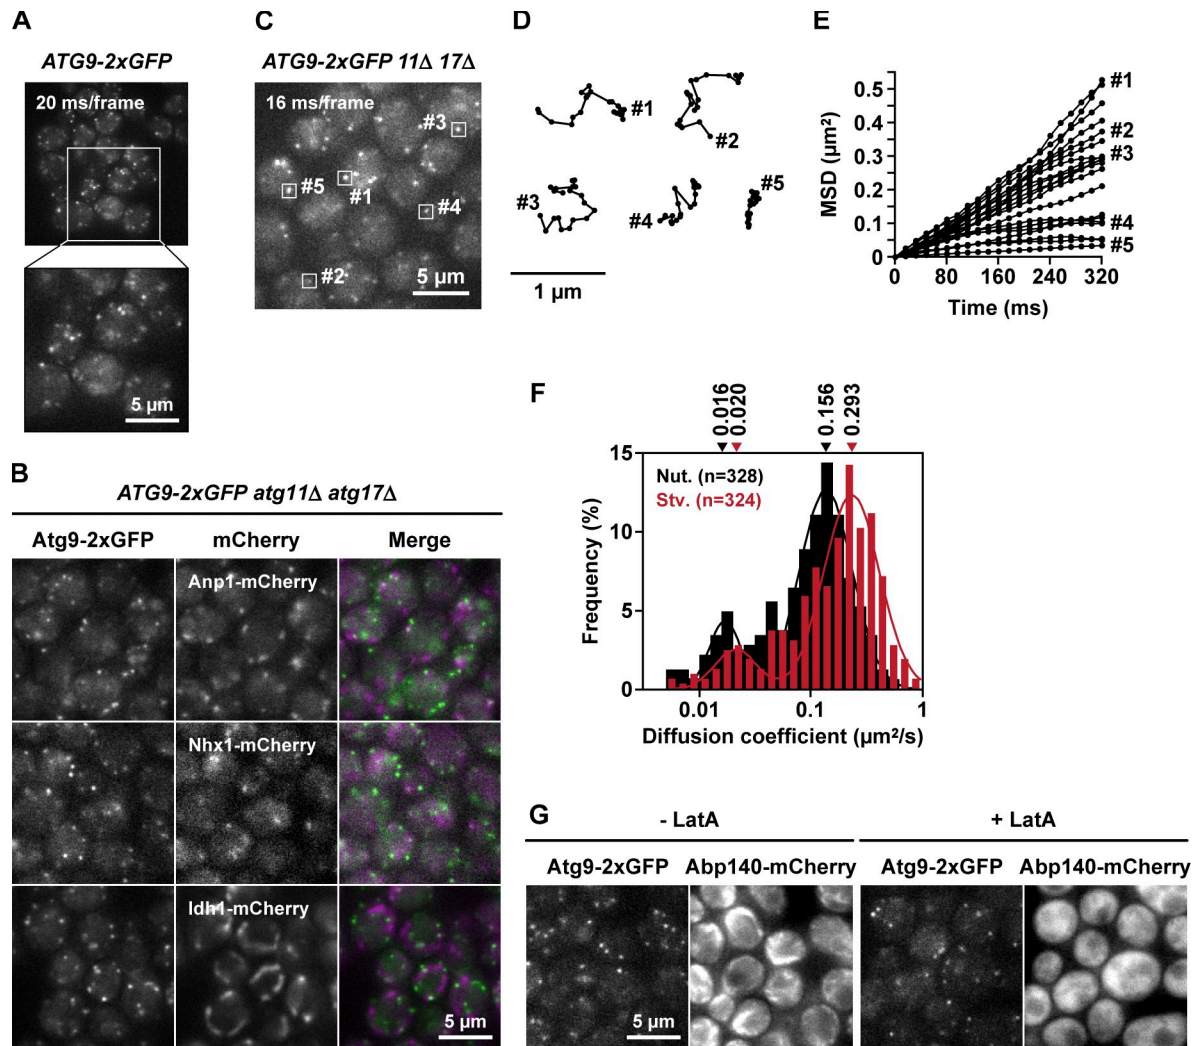 A
ATG9-2xGFP
20 ms/frame
5 µm
B
ATG9-2xGFP atg11Δ atg17Δ
Atg9-2xGFP mCherry Merge
Anp1-mCherry
Nhx1-mCherry
Idh1-mCherry
5 µm
C
ATG9-2xGFP 11Δ 17Δ
16 ms/frame
#3
#5
#1
#4
#2
5 µm
D
#1
#2
#3
#4
#5
1 µm
E
MSD (µm²)
0.5
0.4
0.3
0.2
0.1
0
0 80 160 240 320
Time (ms)
#1
#2
#3
#4
#5
F
0.016
0.020
0.156
0.293
Nut. (n=328)
Stv. (n=324)
Frequency (%)
15
10
5
0
0.01 0.1 1
Diffusion coefficient (µm²/s)
G
- LatA + LatA
Atg9-2xGFP Abp140-mCherry Atg9-2xGFP Abp140-mCherry
5 µm